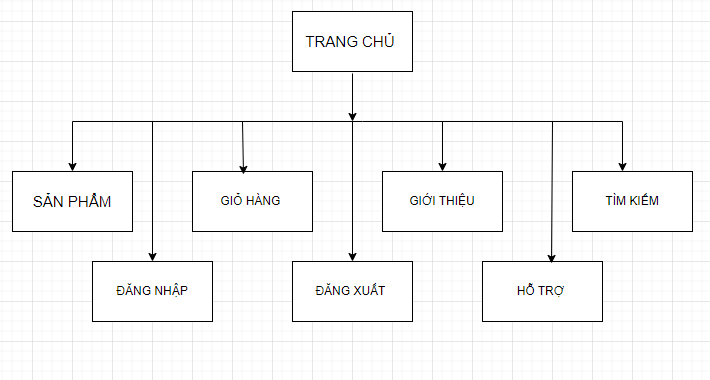 TRANG CHỦ
SẢN PHẨM
GIỎ HÀNG
GIỚI THIỆU
TÌM KIẾM
ĐĂNG NHẬP
ĐĂNG XUẤT
HỖ TRỢ